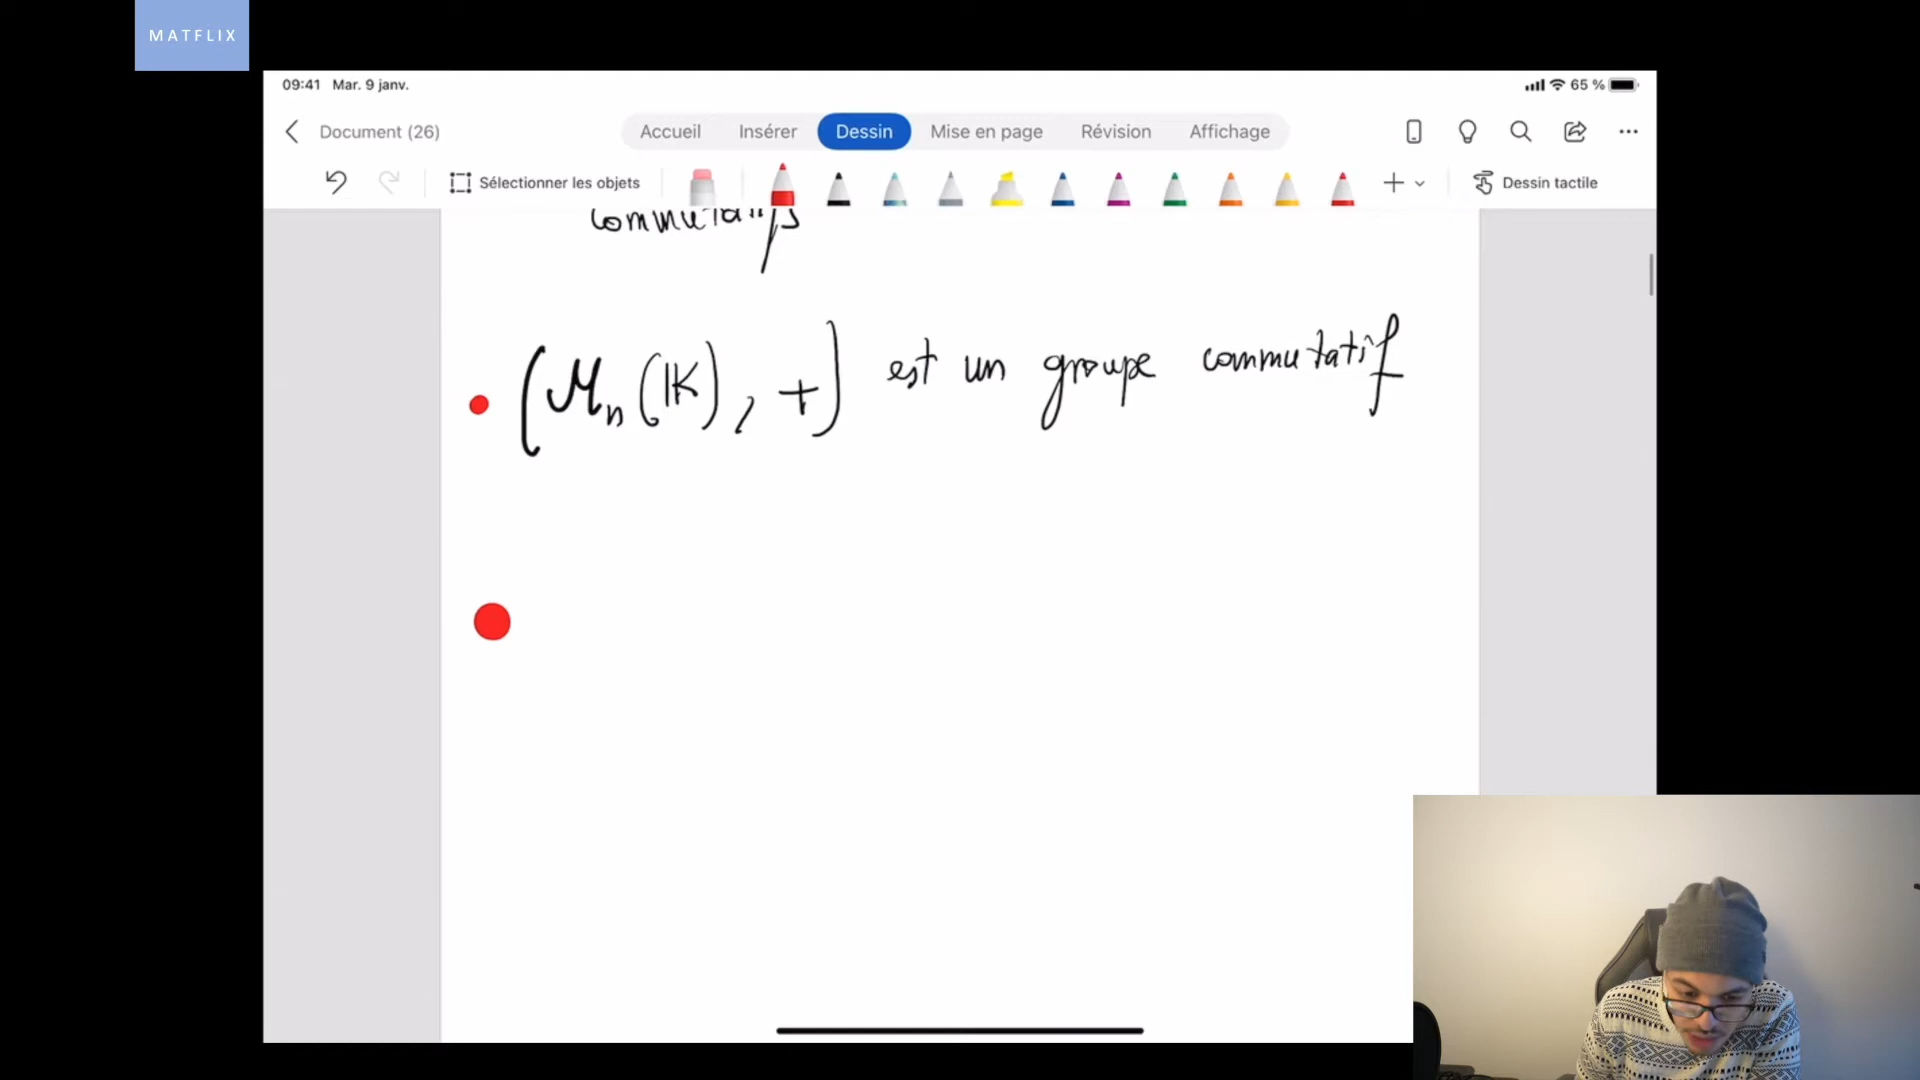 MATFLIX
09:41 Mar. 9 janv. 65 %
Document (26) Accueil Insérer Dessin Mise en page Révision Affichage
Sélectionner les objets Dessin tactile
commutatifs
(Mn(K), +) est un groupe commutatif